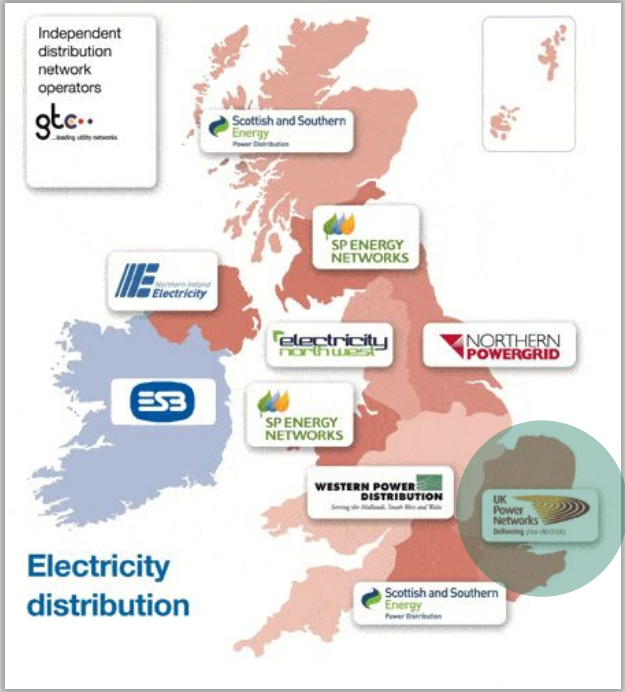 Independent
distribution
network
operators
gtc
...leading utility networks
Scottish and Southern
Energy
Power Distribution
SP ENERGY
NETWORKS
Northern Ireland
Electricity
electricity
north west
NORTHERN
POWERGRID
ESB
SP ENERGY
NETWORKS
WESTERN POWER
DISTRIBUTION
Serving the Midlands, South West and Wales
UK
Power
Networks
Delivering your electricity
Electricity
distribution
Scottish and Southern
Energy
Power Distribution